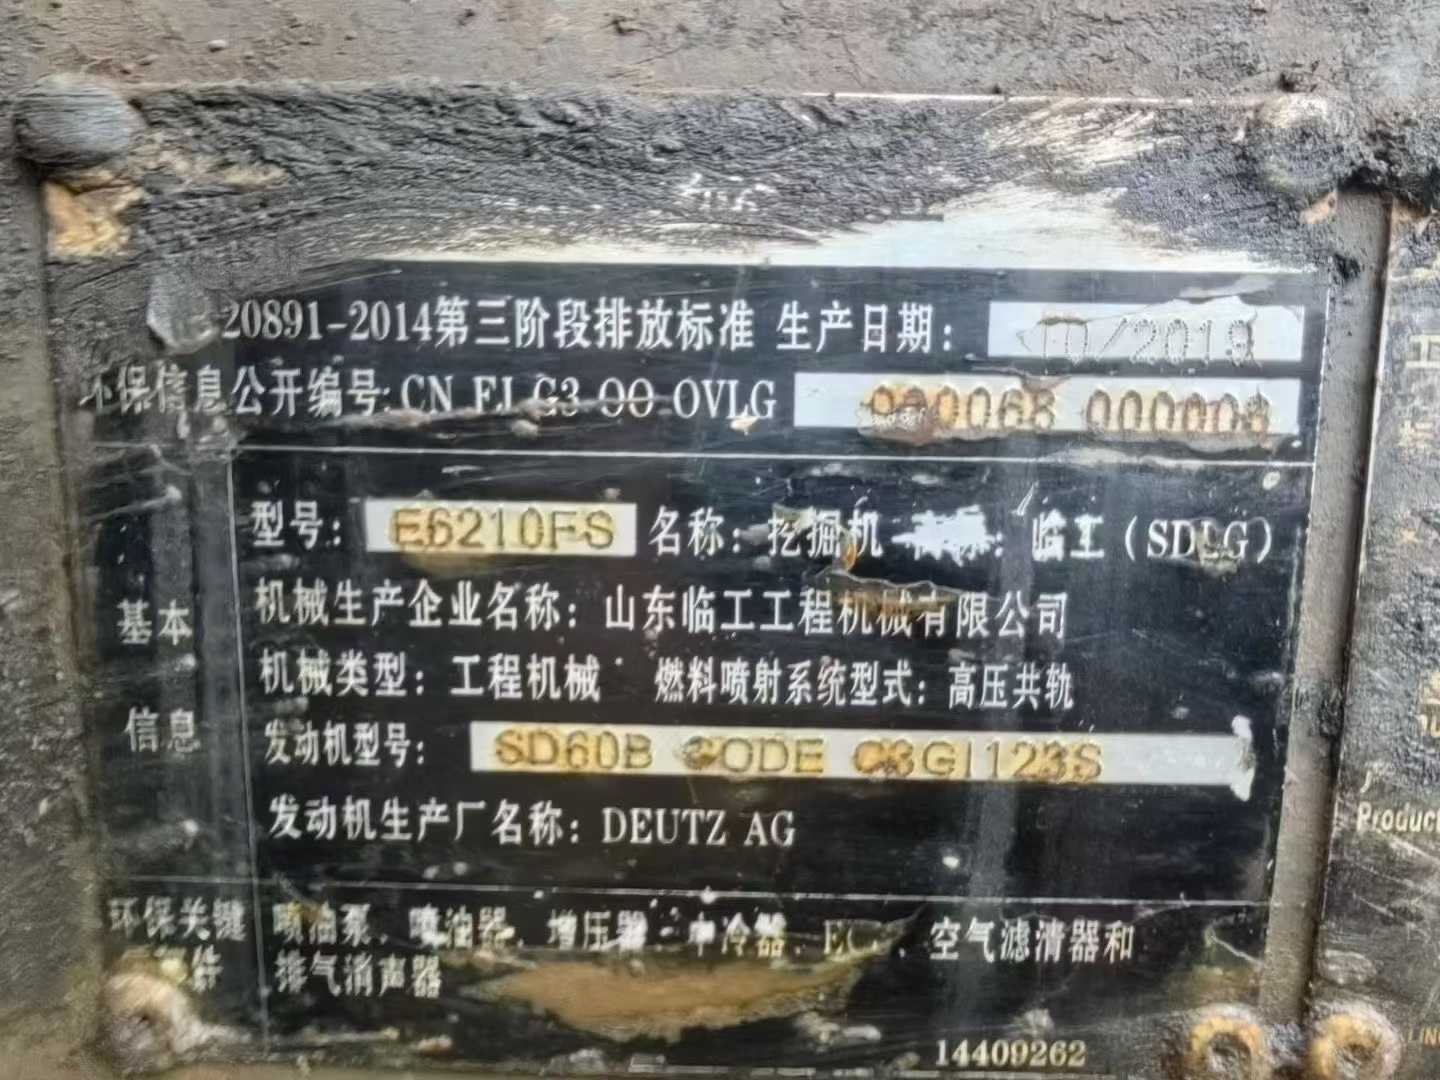 20891-2014第三阶段排放标准 生产日期: 10/2019
环保信息公开编号:CN FJ G3 00 0VLG 000068 000008
型号: E6210FS 名称: 挖掘机 临工 (SDLG)
机械生产企业名称: 山东临工工程机械有限公司
机械类型: 工程机械 燃料喷射系统型式: 高压共轨
基本
信息
发动机型号: SD60B CODE C3GI123S
发动机生产厂名称: DEUTZ AG
环保关键
件
喷油泵、喷油器、增压器、中冷器、空气滤清器和
排气消声器
14409262
Product